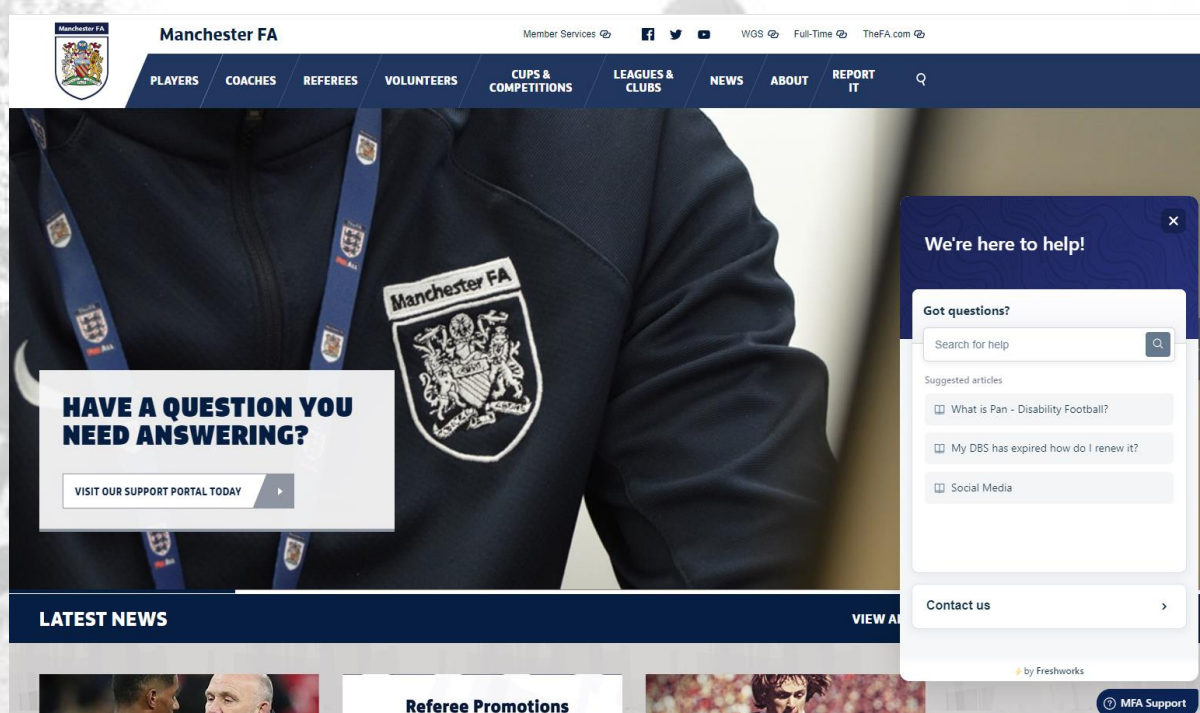 Manchester FA
Manchester FA
Member Services
WGS
Full-Time
TheFA.com
PLAYERS
COACHES
REFEREES
VOLUNTEERS
CUPS &
COMPETITIONS
LEAGUES &
CLUBS
NEWS
ABOUT
REPORT
IT
Manchester FA
HAVE A QUESTION YOU
NEED ANSWERING?
VISIT OUR SUPPORT PORTAL TODAY
We're here to help!
Got questions?
Search for help
Suggested articles
What is Pan - Disability Football?
My DBS has expired how do I renew it?
Social Media
Contact us
by Freshworks
LATEST NEWS
VIEW
Referee Promotions
MFA Support